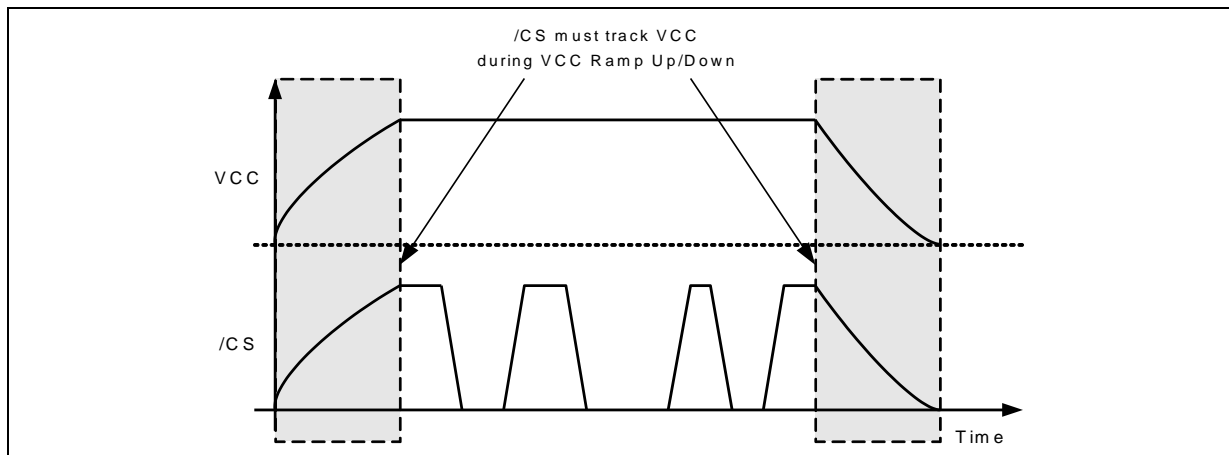 /CS must track VCC
during VCC Ramp Up/Down
VCC
/CS
Time